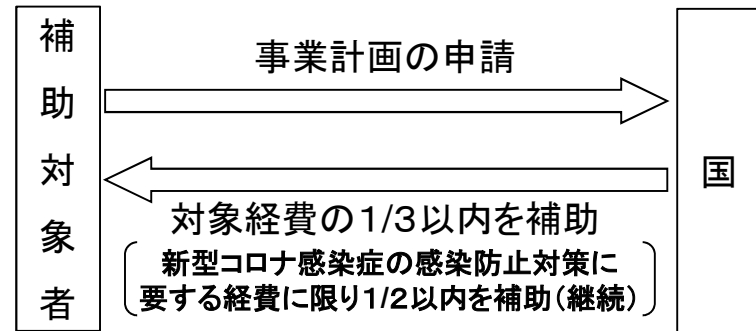 補助対象者
事業計画の申請
国
対象経費の1/3以内を補助
新型コロナ感染症の感染防止対策に
要する経費に限り1/2以内を補助(継続)